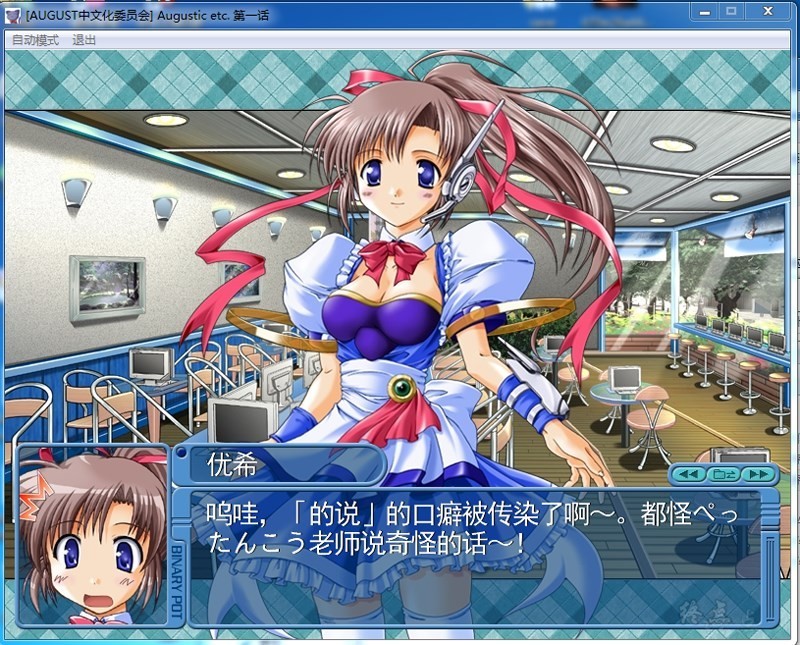 [AUGUST中文化委员会] Augustic etc. 第一话
自动模式 退出
优希
呜哇，「的说」的口癖被传染了啊～。都怪ぺっ
たんこう老师说奇怪的话～！
BINARY POT